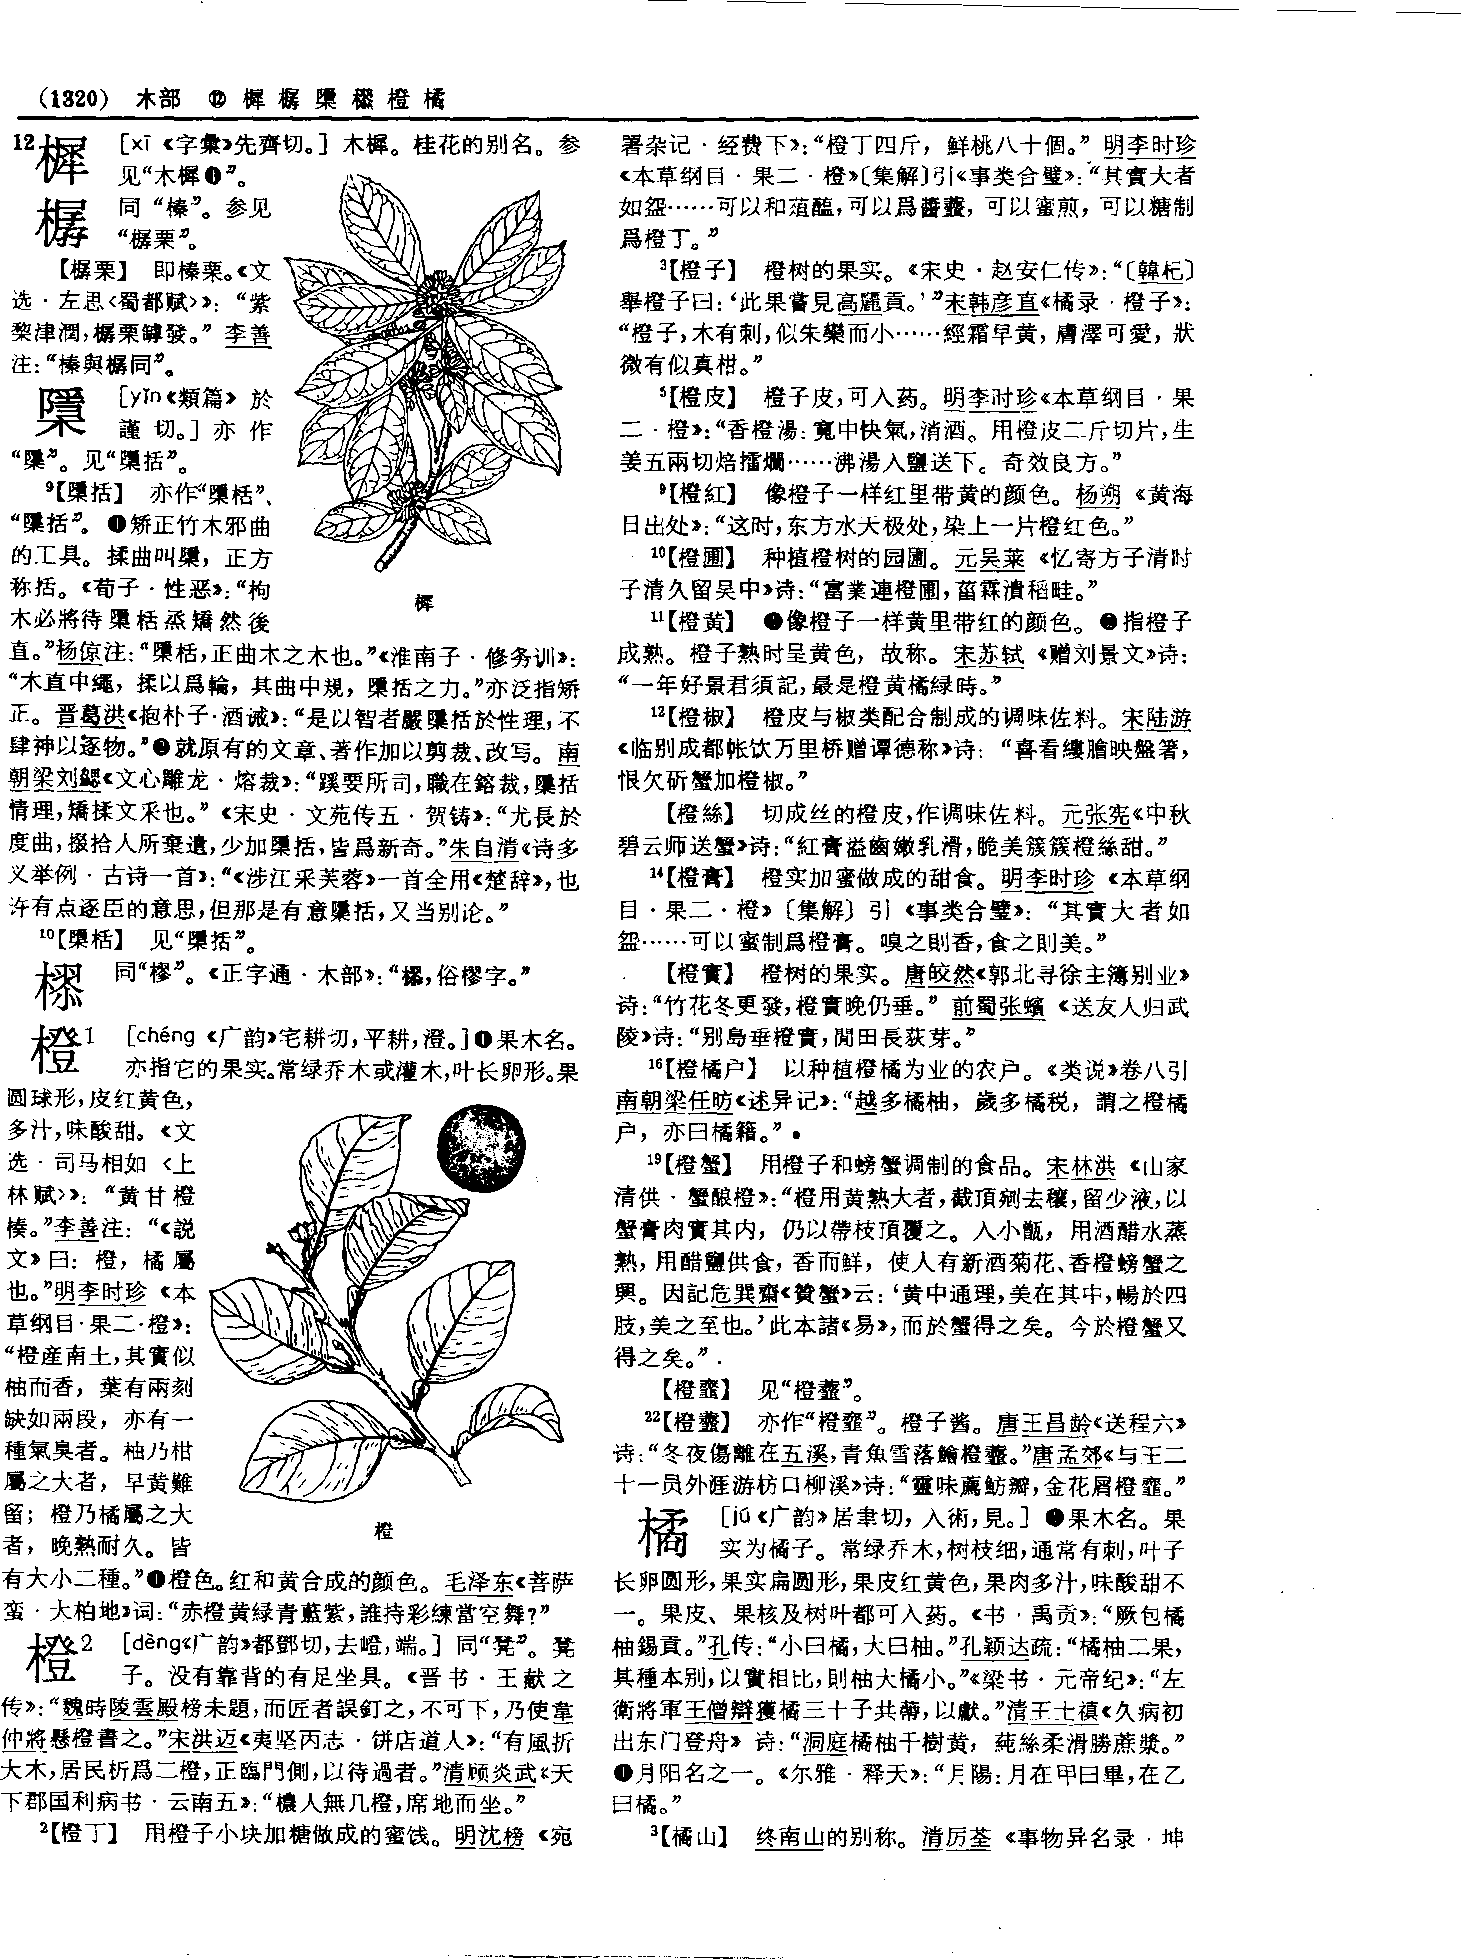 (1320) 木部 ⑫ 樨 樼 檃 橙 橘
12樨 [xī《字彙》先齊切。] 木樨。桂花的别名。参
见“木樨❶”。
樼 同“榛”。参见
“樼栗”。
【樼栗】 即榛栗。《文
选·左思〈蜀都赋〉》:“紫
棃津潤,樼栗罅發。”李善
注:“榛與樼同”。
[yǐn《類篇》於
謹切。] 亦作
“檃”。见“檃括”。
⁹【檃括】 亦作“檃栝”、
❶矫正竹木邪曲
的工具。揉曲叫檃,正方
称括。《荀子·性恶》:“枸
木必將待檃栝烝矯然後
直。”杨倞注:“檃栝,正曲木之木也。”《淮南子·修务训》:
“木直中繩,揉以爲輪,其曲中規,檃括之力。”亦泛指矫
正。晋葛洪《抱朴子·酒诫》:“是以智者嚴檃括於性理,不
肆神以逐物。”❷就原有的文章、著作加以剪裁、改写。南
朝梁刘勰《文心雕龙·熔裁》:“蹊要所司,職在鎔裁,檃括
情理,矯揉文采也。”《宋史·文苑传五·贺铸》:“尤長於
度曲,掇拾人所棄遺,少加檃括,皆爲新奇。”朱自清《诗多
义举例·古诗一首》:“《涉江采芙蓉》一首全用《楚辞》,也
许有点逐臣的意思,但那是有意檃括,又当别论。”
¹⁰【檃栝】 见“檃括”。
同“樛”。《正字通·木部》:“俗樛字。”
橙1 [chéng《广韵》宅耕切,平耕,澄。]❶果木名。
亦指它的果实。常绿乔木或灌木,叶长卵形。果
圆球形,皮红黄色,
多汁,味酸甜。《文
选·司马相如〈上
林赋〉》:“黄甘橙
楱。”李善注:“《説
文》曰:橙,橘屬
也。”明李时珍《本
草纲目·果二·橙》:
“橙産南土,其實似
柚而香,葉有兩刻
缺如兩段,亦有一
種氣臭者。柚乃柑
屬之大者,早黄難
留;橙乃橘屬之大
者,晚熟耐久。皆
有大小二種。”❶橙色。红和黄合成的颜色。毛泽东《菩萨
蛮·大柏地》词:“赤橙黄緑青藍紫,誰持彩練當空舞?”
橙2 [dèng《广韵》都鄧切,去嶝,端。] 同“凳”。凳
子。没有靠背的有足坐具。《晋书·王献之
传》:“魏時陵雲殿榜未題,而匠者誤釘之,不可下,乃使韋
仲將懸橙書之。”宋洪迈《夷坚丙志·饼店道人》:“有風折
大木,居民析爲二橙,正臨門側,以待過者。”清顾炎武《天
下郡国利病书·云南五》:“㯶人無几橙,席地而坐。”
²【橙丁】 用橙子小块加糖做成的蜜饯。明沈榜《宛
樨
橙
署杂记·经费下》:“橙丁四斤,鮮桃八十個。”明李时珍
《本草纲目·果二·橙》〔集解〕引《事类合璧》:“其實大者
如盌……可以和葅醢,可以爲醬虀,可以蜜煎,可以糖制
爲橙丁。”
³【橙子】 橙树的果实。《宋史·赵安仁传》:“〔韓杞〕
舉橙子曰:‘此果嘗見高麗貢。’”宋韩彦直《橘录·橙子》:
“橙子,木有刺,似朱欒而小……經霜早黄,膚澤可愛,狀
微有似真柑。”
⁵【橙皮】 橙子皮,可入药。明李时珍《本草纲目·果
二·橙》:“香橙湯:寬中快氣,消酒。用橙皮二斤切片,生
姜五兩切焙擂爛……沸湯入鹽送下。奇效良方。”
⁹【橙紅】 像橙子一样红里带黄的颜色。杨朔《黄海
日出处》:“这时,东方水天极处,染上一片橙红色。”
¹⁰【橙圃】 种植橙树的园圃。元吴莱《忆寄方子清时
子清久留吴中》诗:“富業連橙圃,菑霖潰稻畦。”
¹¹【橙黄】 ❶像橙子一样黄里带红的颜色。❷指橙子
成熟。橙子熟时呈黄色,故称。宋苏轼《赠刘景文》诗:
“一年好景君須記,最是橙黄橘緑時。”
¹²【橙椒】 橙皮与椒类配合制成的调味佐料。宋陆游
《临别成都帐饮万里桥赠谭德称》诗:“喜看縷膾映盤箸,
恨欠斫蟹加橙椒。”
【橙絲】 切成丝的橙皮,作调味佐料。元张宪《中秋
碧云师送蟹》诗:“紅膏溢齒嫩乳滑,脆美簇簇橙絲甜。”
¹⁴【橙膏】 橙实加蜜做成的甜食。明李时珍《本草纲
目·果二·橙》〔集解〕引《事类合璧》:“其實大者如
盌……可以蜜制爲橙膏。嗅之則香,食之則美。”
【橙實】 橙树的果实。唐皎然《郭北寻徐主簿别业》
诗:“竹花冬更發,橙實晚仍垂。”前蜀张蠙《送友人归武
陵》诗:“别島垂橙實,閒田長荻芽。”
¹⁶【橙橘户】 以种植橙橘为业的农户。《类说》卷八引
南朝梁任昉《述异记》:“越多橘柚,歲多橘税,謂之橙橘
户,亦曰橘籍。”
¹⁹【橙蟹】 用橙子和螃蟹调制的食品。宋林洪《山家
清供·蟹酿橙》:“橙用黄熟大者,截頂剜去穰,留少液,以
蟹膏肉實其内,仍以帶枝頂覆之。入小甑,用酒醋水蒸
熟,用醋鹽供食,香而鲜,使人有新酒菊花、香橙螃蟹之
興。因記危巽齋《贊蟹》云:‘黄中通理,美在其中,暢於四
肢,美之至也。’此本諸《易》,而於蟹得之矣。今於橙蟹又
得之矣。”
【橙齏】 见“橙虀”。
²²【橙虀】 亦作“橙齏”。橙子酱。唐王昌龄《送程六》
诗:“冬夜傷離在五溪,青魚雪落鱠橙虀。”唐孟郊《与王二
十一员外涯游枋口柳溪》诗:“靈味薦魴瓣,金花屑橙齏。”
橘 [jú《广韵》居聿切,入術,見。] ❶果木名。果
实为橘子。常绿乔木,树枝细,通常有刺,叶子
长卵圆形,果实扁圆形,果皮红黄色,果肉多汁,味酸甜不
一。果皮、果核及树叶都可入药。《书·禹贡》:“厥包橘
柚錫貢。”孔传:“小曰橘,大曰柚。”孔颖达疏:“橘柚二果,
其種本别,以實相比,則柚大橘小。”《梁书·元帝纪》:“左
衛將軍王僧辯獲橘三十子共蔕,以獻。”清王士禛《久病初
出东门登舟》诗:“洞庭橘柚千樹黄,蒓絲柔滑勝蔗漿。”
❶月阳名之一。《尔雅·释天》:“月陽:月在甲曰畢,在乙
曰橘。”
³【橘山】 终南山的别称。清厉荃《事物异名录·坤